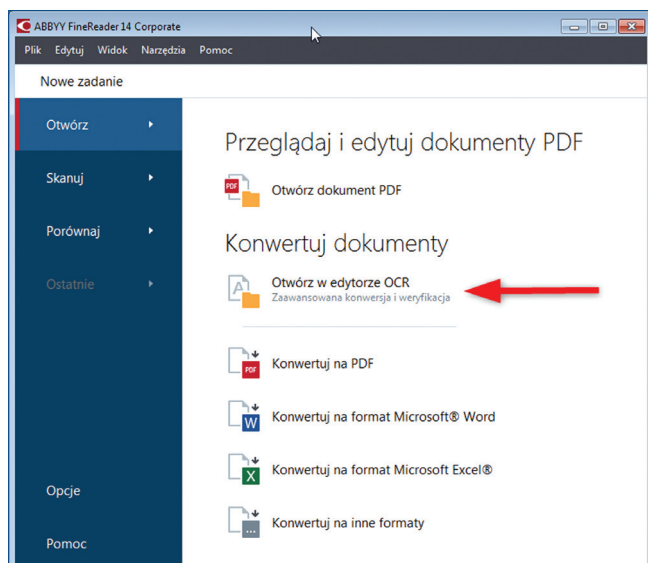 ABBYY FineReader 14 Corporate
Plik Edytuj Widok Narzędzia Pomoc
Nowe zadanie
Otwórz
Skanuj
Porównaj
Ostatnie
Opcje
Pomoc
Przeglądaj i edytuj dokumenty PDF
PDF
Otwórz dokument PDF
Konwertuj dokumenty
A
Otwórz w edytorze OCR
Zaawansowana konwersja i weryfikacja
PDF
Konwertuj na PDF
W
Konwertuj na format Microsoft® Word
X
Konwertuj na format Microsoft Excel®
...
Konwertuj na inne formaty